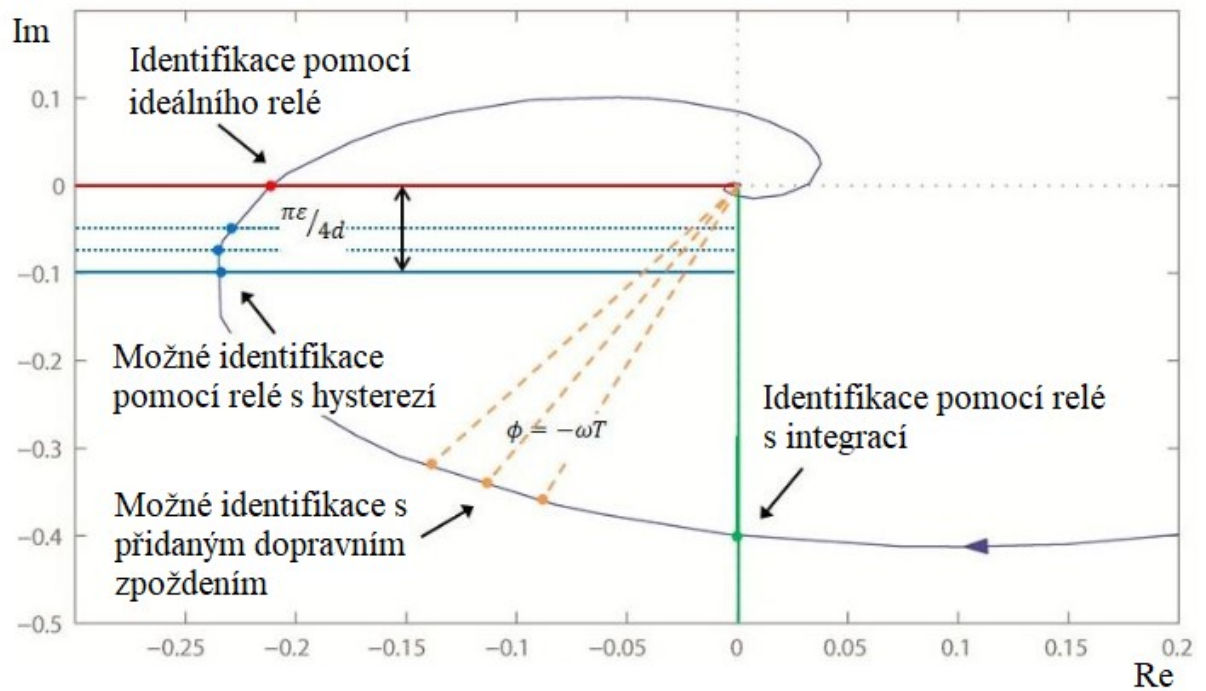 Im
Identifikace pomocí
ideálního relé
0.1
0
πε/4d
−0.1
Možné identifikace
pomocí relé s hysterezí
−0.2
Identifikace pomocí relé
s integrací
ϕ = −ωT
−0.3
Možné identifikace s
přidaným dopravním
zpoždením
−0.4
−0.5
−0.25 −0.2 −0.15 −0.1 −0.05 0 0.05 0.1 0.15 0.2
Re